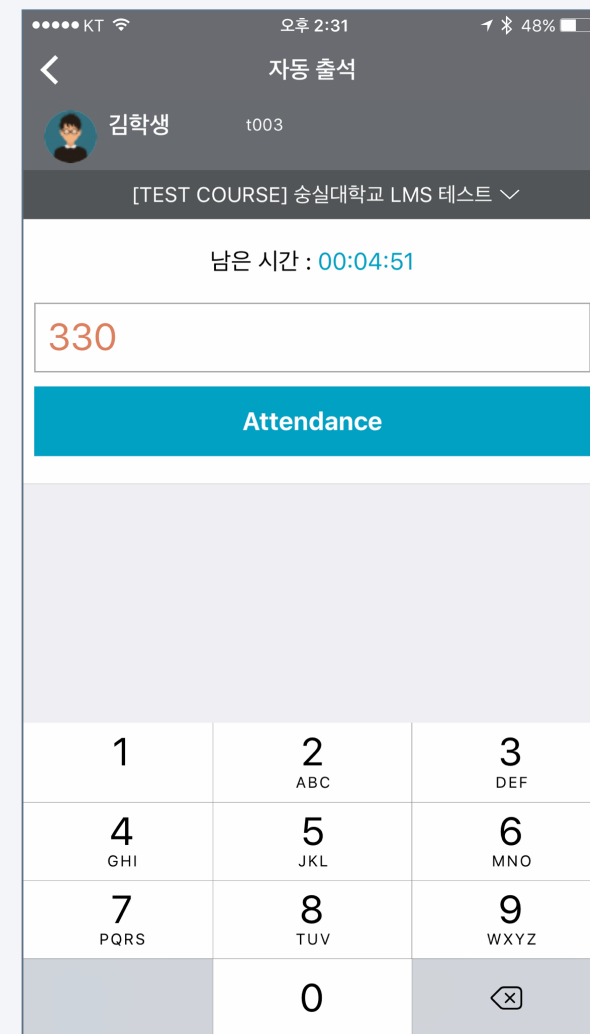 KT 오후 2:31 48%
자동 출석
김학생 t003
[TEST COURSE] 숭실대학교 LMS 테스트
남은 시간 : 00:04:51
330
Attendance
1 2 3
ABC DEF
4 5 6
GHI JKL MNO
7 8 9
PQRS TUV WXYZ
0